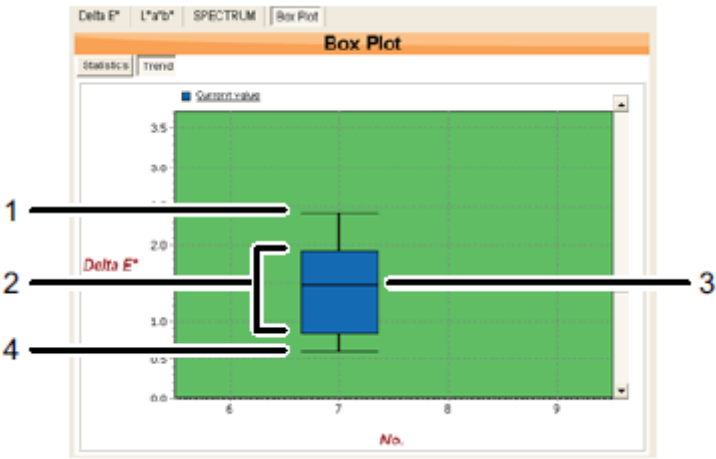 Delta E* L*a*b* SPECTRUM Box Plot
Box Plot
Statistics Trend
Current value
3.5
3.0
1
2.0
Delta E*
2
3
1.0
4
0.5
0.0
6 7 8 9
No.